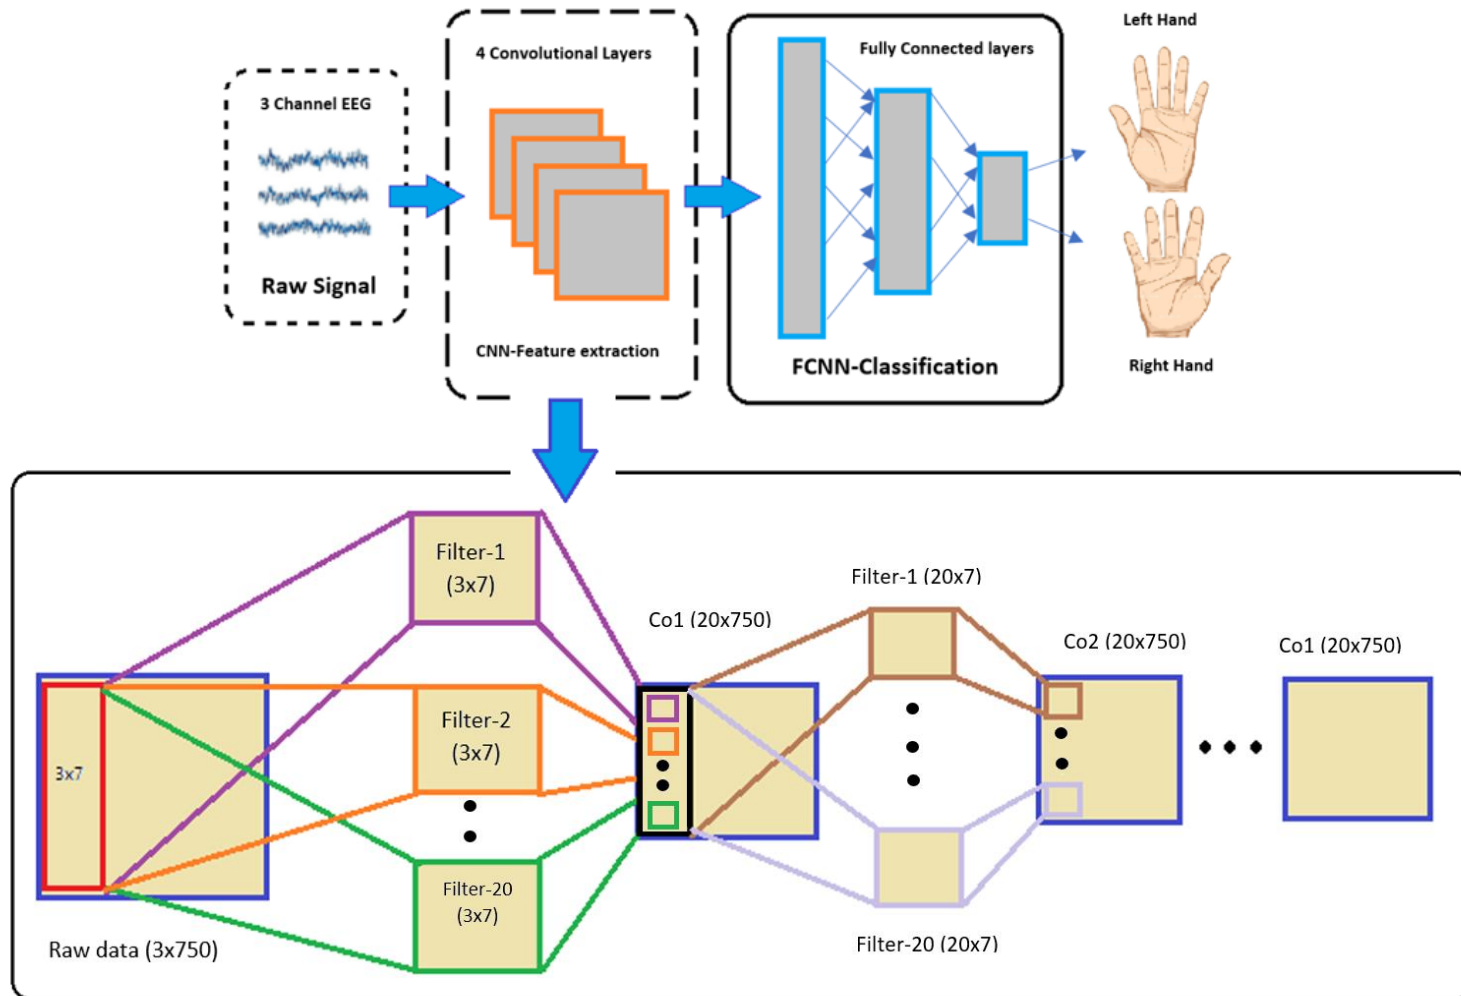 3 Channel EEG
Raw Signal
4 Convolutional Layers
CNN-Feature extraction
Fully Connected layers
FCNN-Classification
Left Hand
Right Hand
3x7
Raw data (3x750)
Filter-1
(3x7)
Filter-2
(3x7)
Filter-20
(3x7)
Co1 (20x750)
Filter-1 (20x7)
Filter-20 (20x7)
Co2 (20x750)
Co1 (20x750)